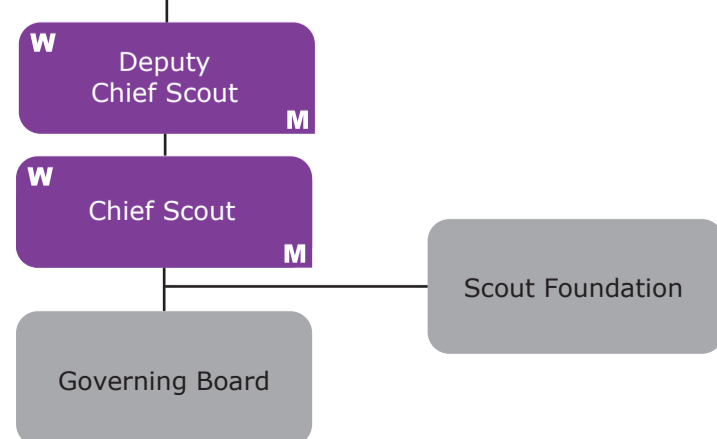 W
Deputy
Chief Scout
M
W
Chief Scout
M
Scout Foundation
Governing Board